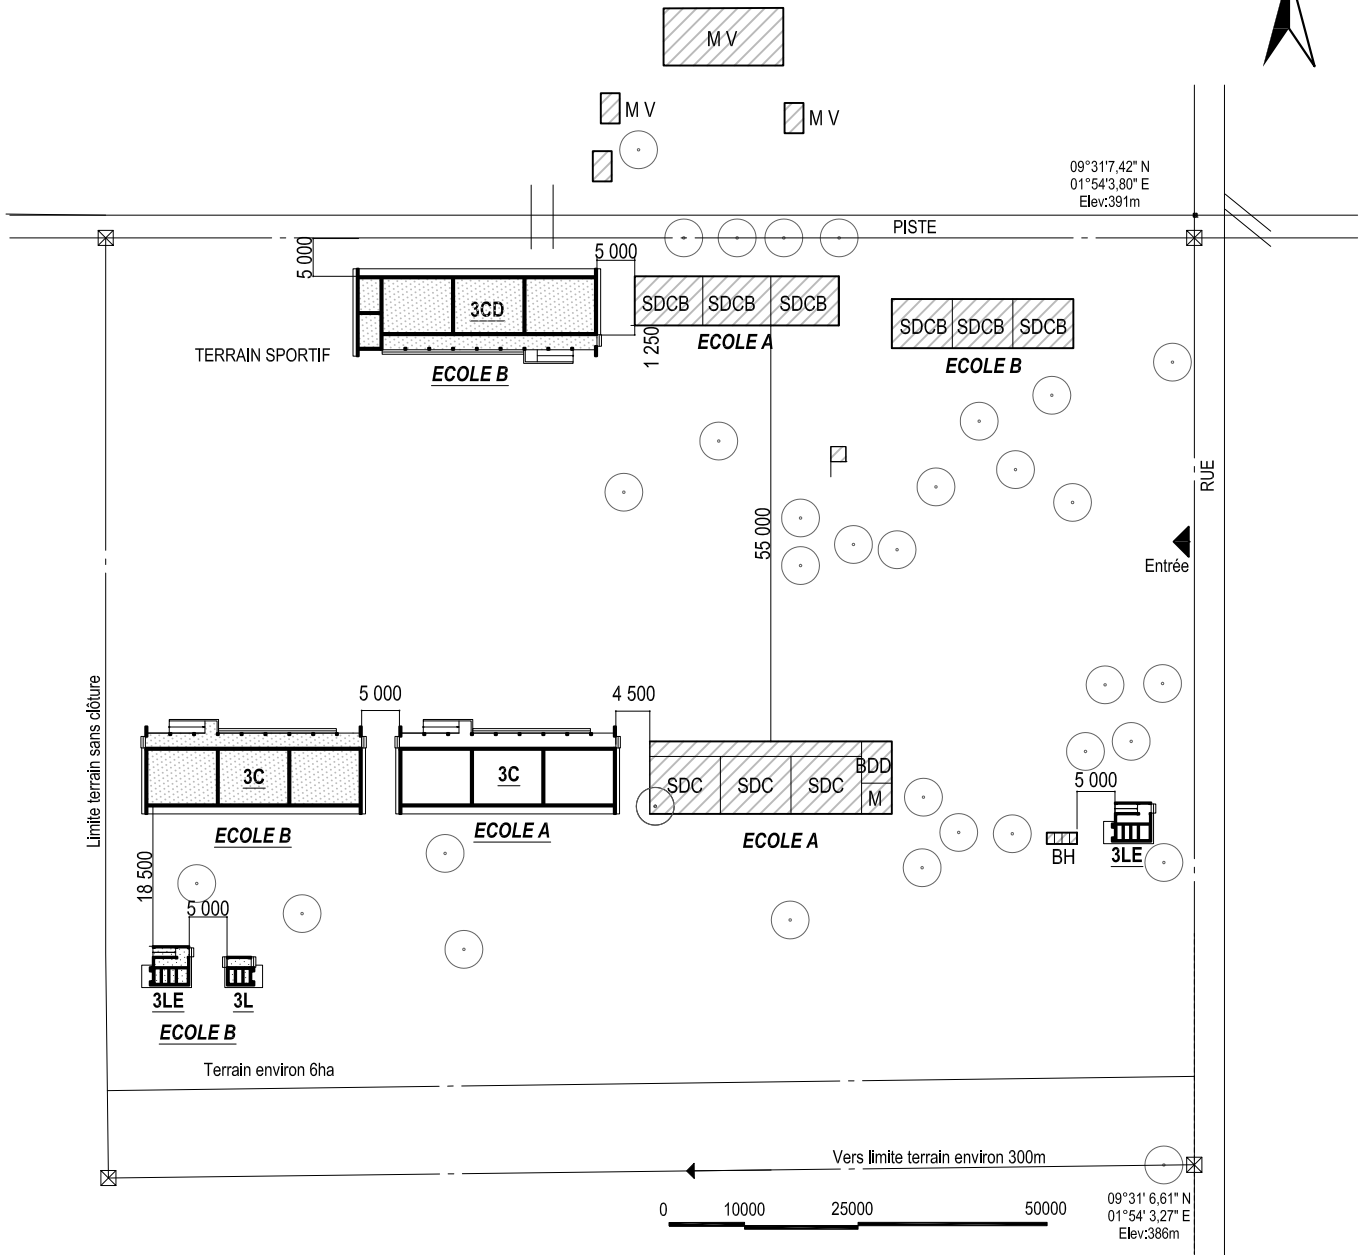 M V
M V
M V
09°31'7,42" N
01°54'3,80" E
Elev:391m
PISTE
5 000
5 000
3CD
SDCB SDCB SDCB
SDCB SDCB SDCB
TERRAIN SPORTIF
1 250
ECOLE A
ECOLE B
ECOLE B
RUE
55 000
Entrée
Limite terrain sans clôture
5 000
4 500
3C
3C
SDC SDC SDC
BDD
M
5 000
ECOLE B
ECOLE A
ECOLE A
BH
3LE
18 500
5 000
3LE
3L
ECOLE B
Terrain environ 6ha
Vers limite terrain environ 300m
0 10000 25000 50000
09°31' 6,61" N
01°54' 3,27" E
Elev:386m